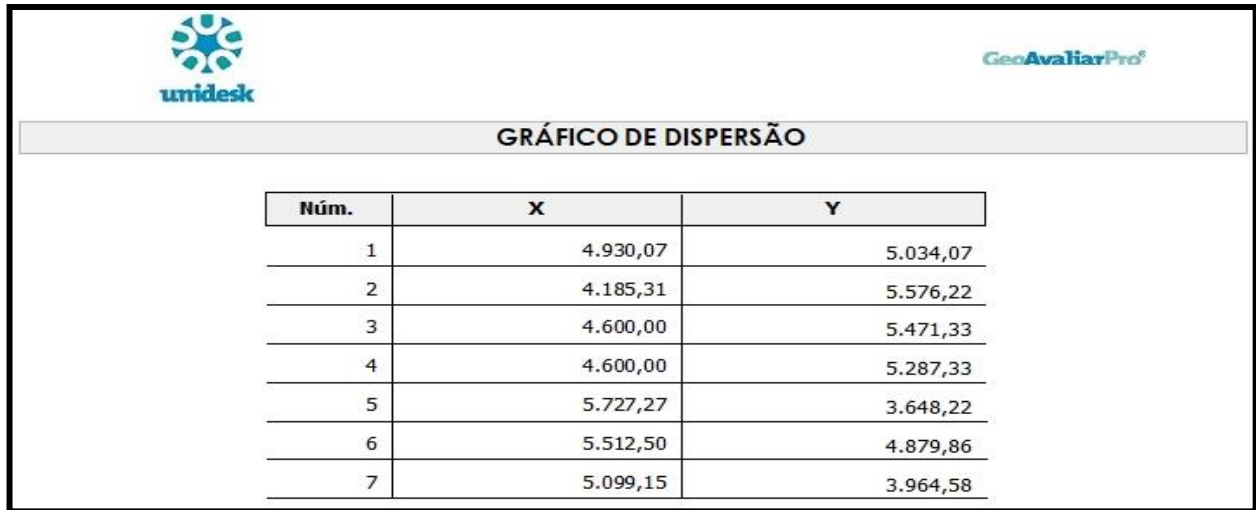 unidesk
GeoAvaliarPro®
GRÁFICO DE DISPERSÃO
Núm. X Y
1 4.930,07 5.034,07
2 4.185,31 5.576,22
3 4.600,00 5.471,33
4 4.600,00 5.287,33
5 5.727,27 3.648,22
6 5.512,50 4.879,86
7 5.099,15 3.964,58